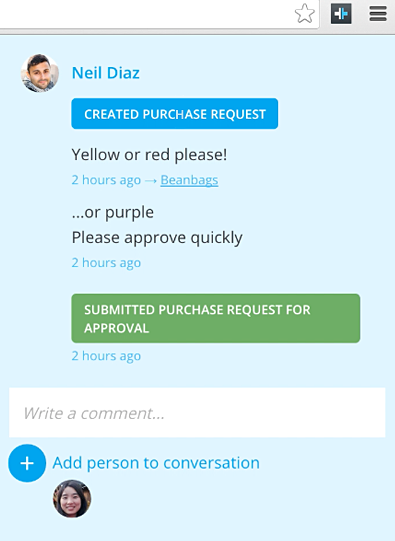 Neil Diaz
CREATED PURCHASE REQUEST
Yellow or red please!
2 hours ago → Beanbags
...or purple
Please approve quickly
2 hours ago
SUBMITTED PURCHASE REQUEST FOR
APPROVAL
2 hours ago
Write a comment...
Add person to conversation